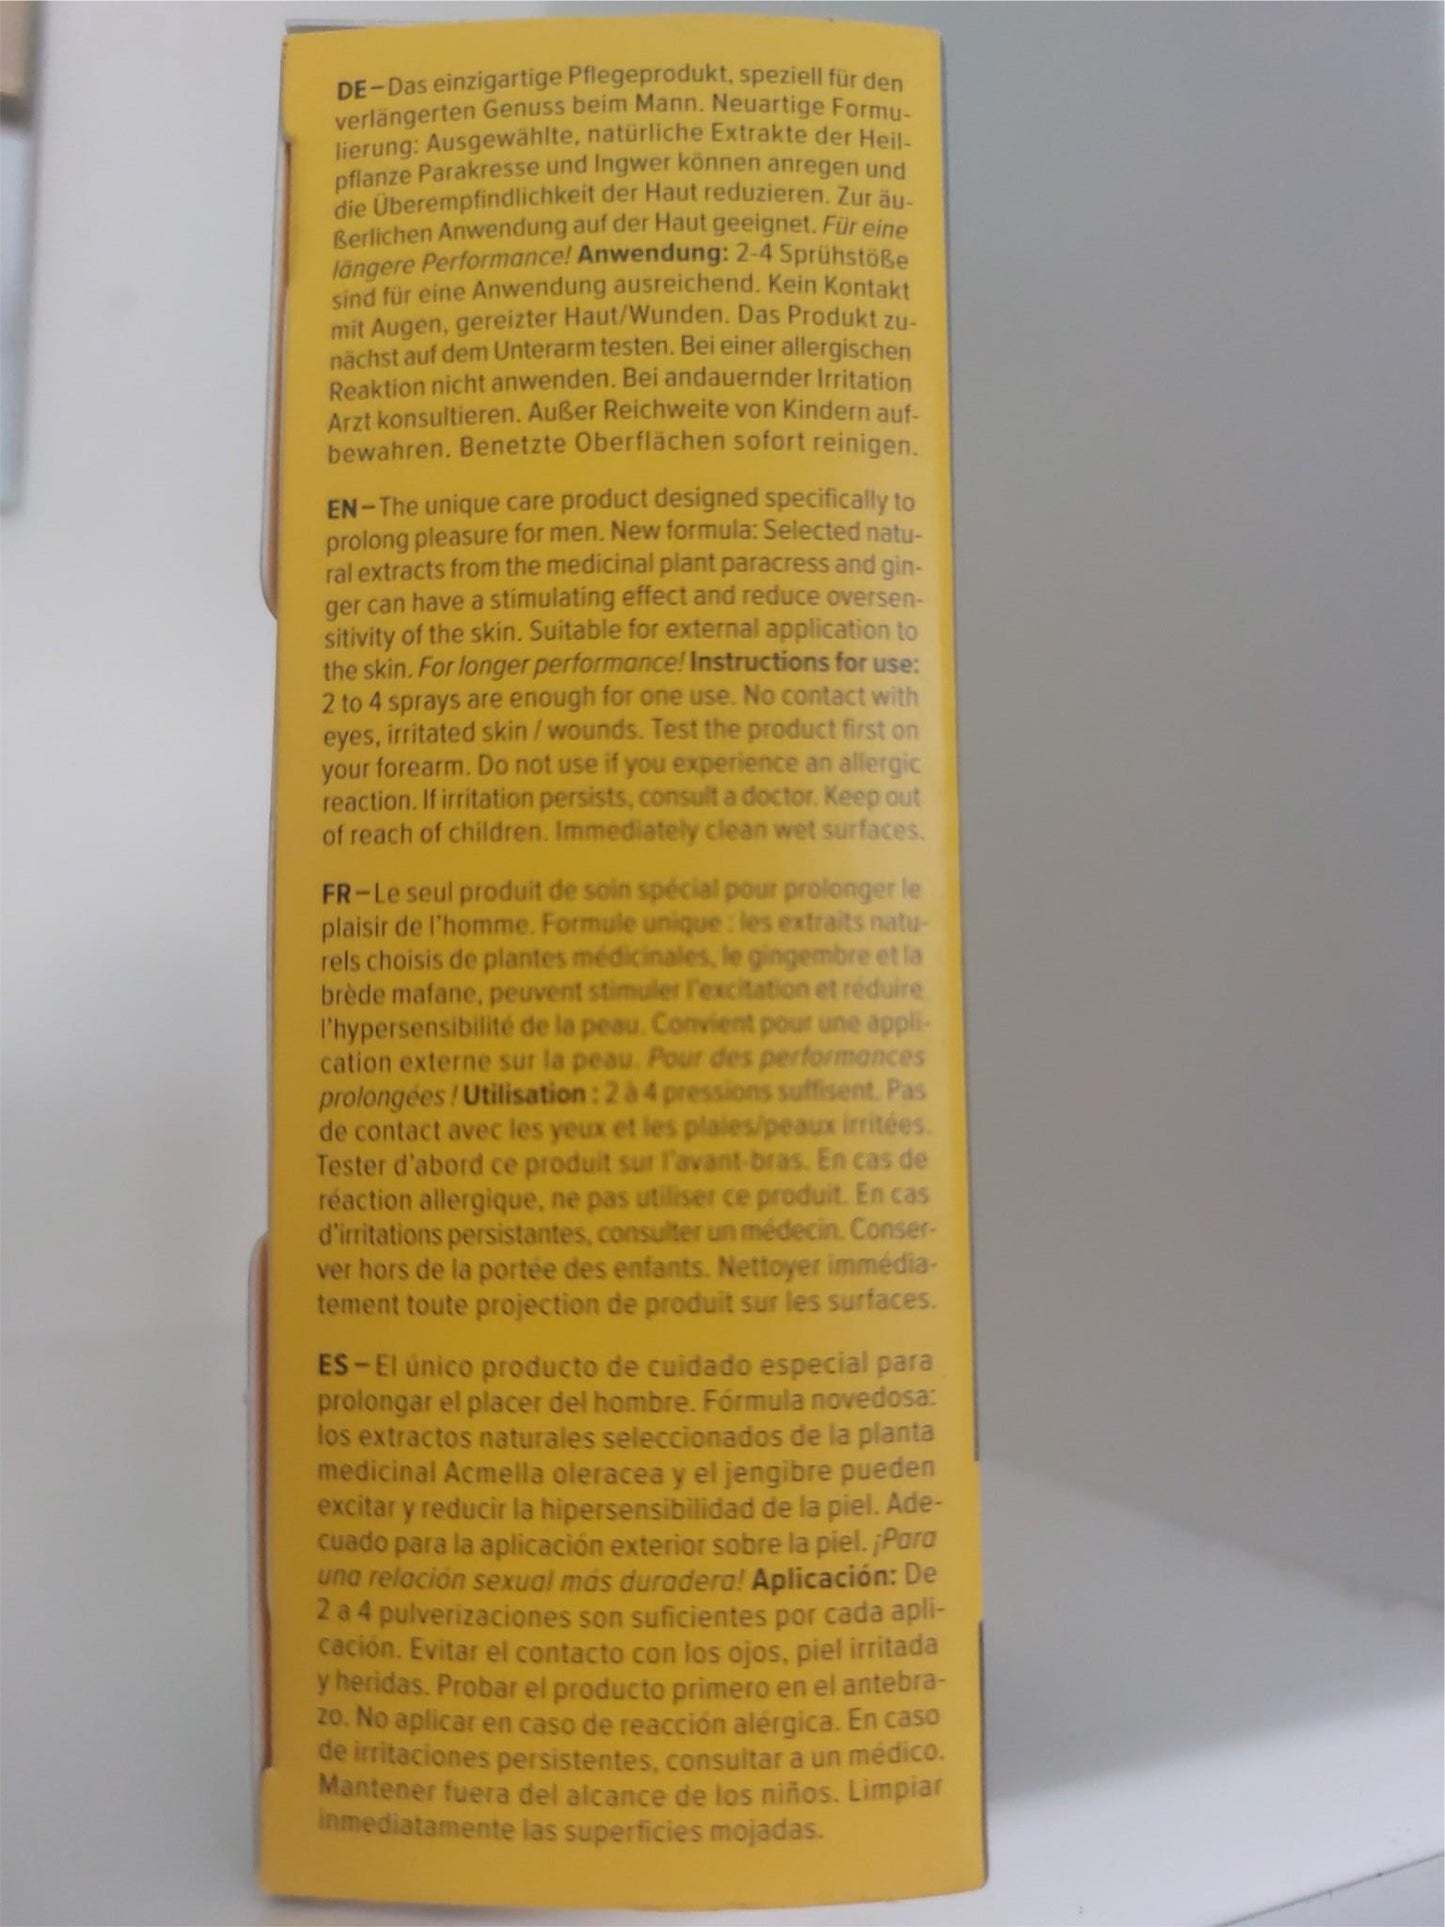 DE–Das einzigartige Pflegeprodukt, speziell für den
verlängerten Genuss beim Mann. Neuartige Formu-
lierung: Ausgewählte, natürliche Extrakte der Heil-
pflanze Parakresse und Ingwer können anregen und
die Überempfindlichkeit der Haut reduzieren. Zur äu-
ßerlichen Anwendung auf der Haut geeignet. Für eine
längere Performance! Anwendung: 2-4 Sprühstöße
sind für eine Anwendung ausreichend. Kein Kontakt
mit Augen, gereizter Haut/Wunden. Das Produkt zu-
nächst auf dem Unterarm testen. Bei einer allergischen
Reaktion nicht anwenden. Bei andauernder Irritation
Arzt konsultieren. Außer Reichweite von Kindern auf-
bewahren. Benetzte Oberflächen sofort reinigen.
EN–The unique care product designed specifically to
prolong pleasure for men. New formula: Selected natu-
ral extracts from the medicinal plant paracress and gin-
ger can have a stimulating effect and reduce oversen-
sitivity of the skin. Suitable for external application to
the skin. For longer performance! Instructions for use:
2 to 4 sprays are enough for one use. No contact with
eyes, irritated skin / wounds. Test the product first on
your forearm. Do not use if you experience an allergic
reaction. If irritation persists, consult a doctor. Keep out
of reach of children. Immediately clean wet surfaces.
FR–Le seul produit de soin spécial pour prolonger le
plaisir de l'homme. Formule unique : les extraits natu-
rels choisis de plantes médicinales, le gingembre et la
brède mafane, peuvent stimuler l'excitation et réduire
l'hypersensibilité de la peau. Convient pour une appli-
cation externe sur la peau. Pour des performances
prolongées ! Utilisation : 2 à 4 pressions suffisent. Pas
de contact avec les yeux et les plaies/peaux irritées.
Tester d'abord ce produit sur l'avant-bras. En cas de
réaction allergique, ne pas utiliser ce produit. En cas
d'irritations persistantes, consulter un médecin. Conser-
ver hors de la portée des enfants. Nettoyer immédia-
tement toute projection de produit sur les surfaces.
ES–El único producto de cuidado especial para
prolongar el placer del hombre. Fórmula novedosa:
los extractos naturales seleccionados de la planta
medicinal Acmella oleracea y el jengibre pueden
excitar y reducir la hipersensibilidad de la piel. Ade-
cuado para la aplicación exterior sobre la piel. ¡Para
una relación sexual más duradera! Aplicación: De
2 a 4 pulverizaciones son suficientes por cada apli-
cación. Evitar el contacto con los ojos, piel irritada
y heridas. Probar el producto primero en el antebra-
zo. No aplicar en caso de reacción alérgica. En caso
de irritaciones persistentes, consultar a un médico.
Mantener fuera del alcance de los niños. Limpiar
inmediatamente las superficies mojadas.